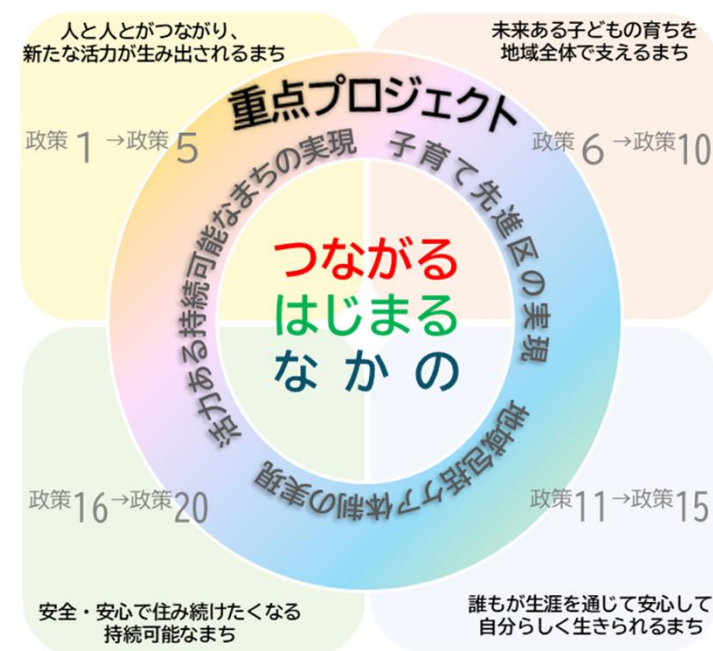 人と人とがつながり、
新たな活力が生み出されるまち
未来ある子どもの育ちを
地域全体で支えるまち
重点プロジェクト
政策1→政策5
政策6→政策10
活力ある持続可能なまちの実現
子育て先進区の実現
つながる
はじまる
なかの
地域包括ケア体制の実現
政策16→政策20
政策11→政策15
安全・安心で住み続けたくなる
持続可能なまち
誰もが生涯を通じて安心して
自分らしく生きられるまち